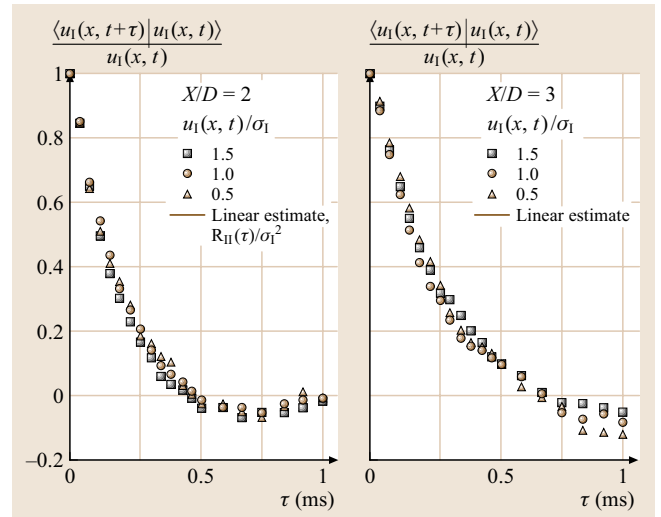 ⟨u_I(x, t+τ)|u_I(x, t)⟩
u_I(x, t)
1
0.8
0.6
0.4
0.2
0
–0.2
X/D = 2
u_I(x, t)/σ_I
1.5
1.0
0.5
Linear estimate,
R_II(τ)/σ_I²
0
0.5
1
τ (ms)
⟨u_I(x, t+τ)|u_I(x, t)⟩
u_I(x, t)
X/D = 3
u_I(x, t)/σ_I
1.5
1.0
0.5
Linear estimate
0
0.5
1
τ (ms)